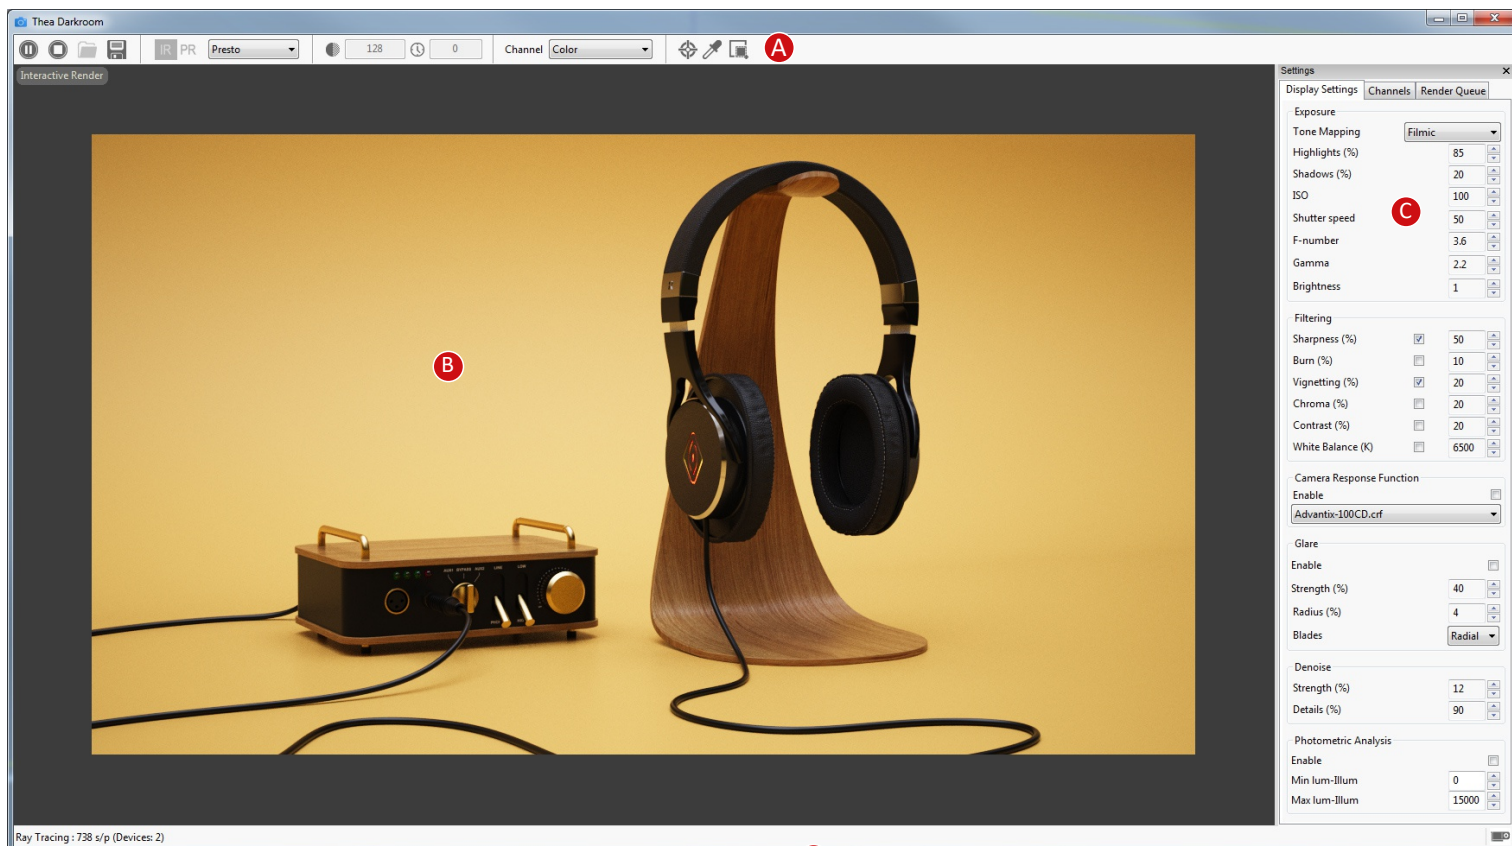 Thea Darkroom
IR PR Presto 128 0 Channel Color A
Interactive Render
Settings
Display Settings Channels Render Queue
Exposure
Tone Mapping Filmic
Highlights (%) 85
Shadows (%) 20
ISO 100
C
Shutter speed 50
F-number 3.6
Gamma 2.2
Brightness 1
Filtering
Sharpness (%) 50
Burn (%) 10
Vignetting (%) 20
Chroma (%) 20
Contrast (%) 20
White Balance (K) 6500
Camera Response Function
Enable
Advantix-100CD.crf
Glare
Enable
Strength (%) 40
Radius (%) 4
Blades Radial
Denoise
Strength (%) 12
Details (%) 90
Photometric Analysis
Enable
Min lum-Illum 0
Max lum-Illum 15000
B
Ray Tracing : 738 s/p (Devices: 2)